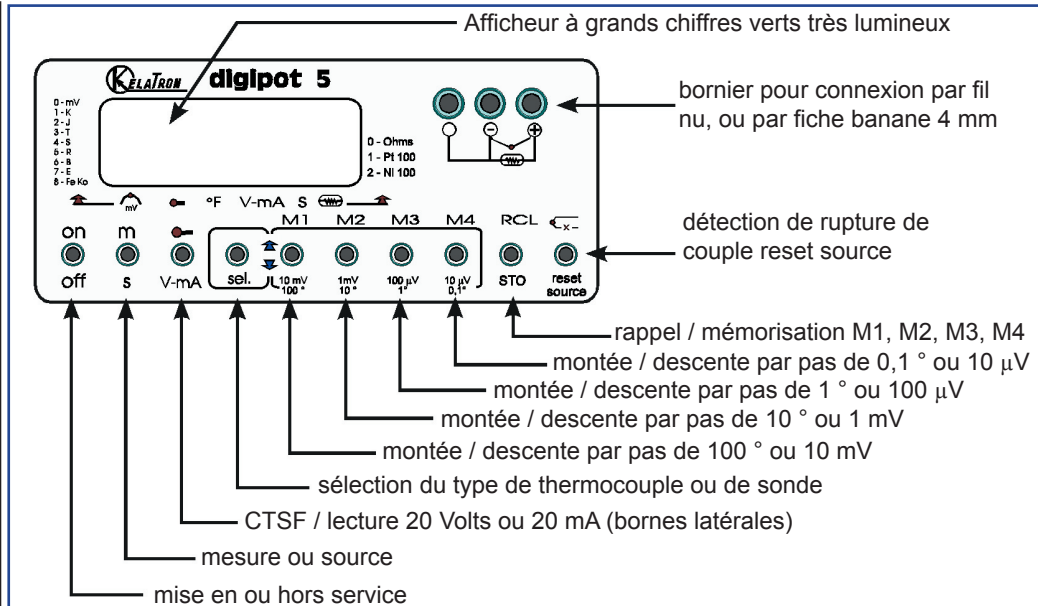 Afficheur à grands chiffres verts très lumineux
KELATRON digipot 5
0 - mV
1 - K
2 - J
3 - T
4 - S
5 - R
6 - B
7 - E
8 - Fe Ko
0 - Ohms
1 - Pt 100
2 - NI 100
bornier pour connexion par fil
nu, ou par fiche banane 4 mm
mV °F V-mA S
M1 M2 M3 M4 RCL
on m
off s V-mA sel. 10 mV 1mV 100 µV 10 µV STO reset
100 ° 10 ° 1° 0,1° source
détection de rupture de
couple reset source
rappel / mémorisation M1, M2, M3, M4
montée / descente par pas de 0,1 ° ou 10 µV
montée / descente par pas de 1 ° ou 100 µV
montée / descente par pas de 10 ° ou 1 mV
montée / descente par pas de 100 ° ou 10 mV
sélection du type de thermocouple ou de sonde
CTSF / lecture 20 Volts ou 20 mA (bornes latérales)
mesure ou source
mise en ou hors service